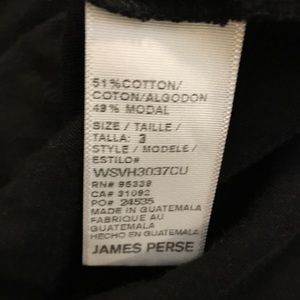 51%COTTON/
COTON/ALGODON
49% MODAL
SIZE / TAILLE /
TALLA: 3
STYLE / MODELE /
ESTILO#
WSVH3037CU
RN# 95339
CA# 31092
PO# 24535
MADE IN GUATEMALA
FABRIQUE AU
GUATEMALA
HECHO EN GUATEMALA
JAMES PERSE